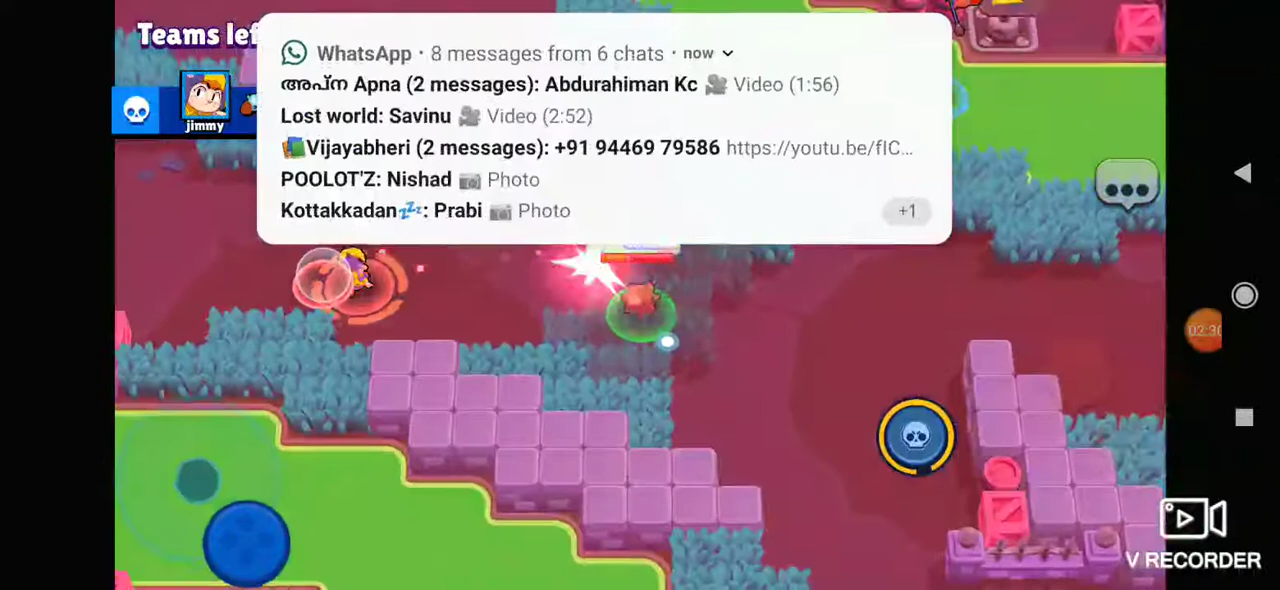 Teams lef
WhatsApp · 8 messages from 6 chats · now
അപ്ന Apna (2 messages): Abdurahiman Kc Video (1:56)
Lost world: Savinu Video (2:52)
Vijayabheri (2 messages): +91 94469 79586 https://youtu.be/fIC...
POOLOT'Z: Nishad Photo
Kottakkadan: Prabi Photo
+1
jimmy
02:30
V RECORDER